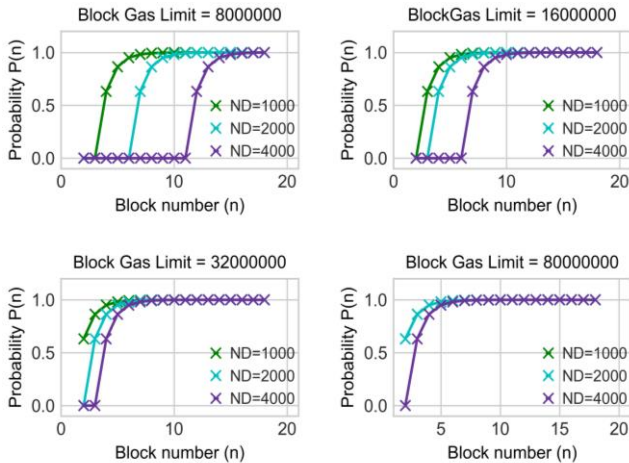 Block Gas Limit = 8000000
Probability P(n)
1.0
0.5
0.0
ND=1000
ND=2000
ND=4000
0
10
20
Block number (n)
BlockGas Limit = 16000000
Probability P(n)
1.0
0.5
0.0
ND=1000
ND=2000
ND=4000
0
10
20
Block number (n)
Block Gas Limit = 32000000
Probability P(n)
1.0
0.5
0.0
ND=1000
ND=2000
ND=4000
0
10
20
Block number (n)
Block Gas Limit = 80000000
Probability P(n)
1.0
0.5
0.0
ND=1000
ND=2000
ND=4000
5
10
15
20
Block number (n)